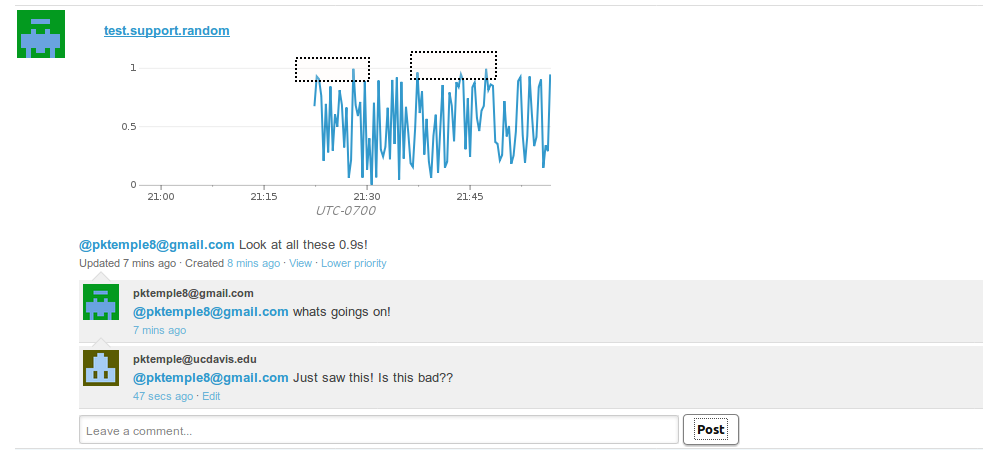 test.support.random
1
0.5
0
21:00 21:15 21:30 21:45
UTC-0700
@pktemple8@gmail.com Look at all these 0.9s!
Updated 7 mins ago · Created 8 mins ago · View · Lower priority
pktemple8@gmail.com
@pktemple8@gmail.com whats goings on!
7 mins ago
pktemple@ucdavis.edu
@pktemple8@gmail.com Just saw this! Is this bad??
47 secs ago · Edit
Leave a comment... Post